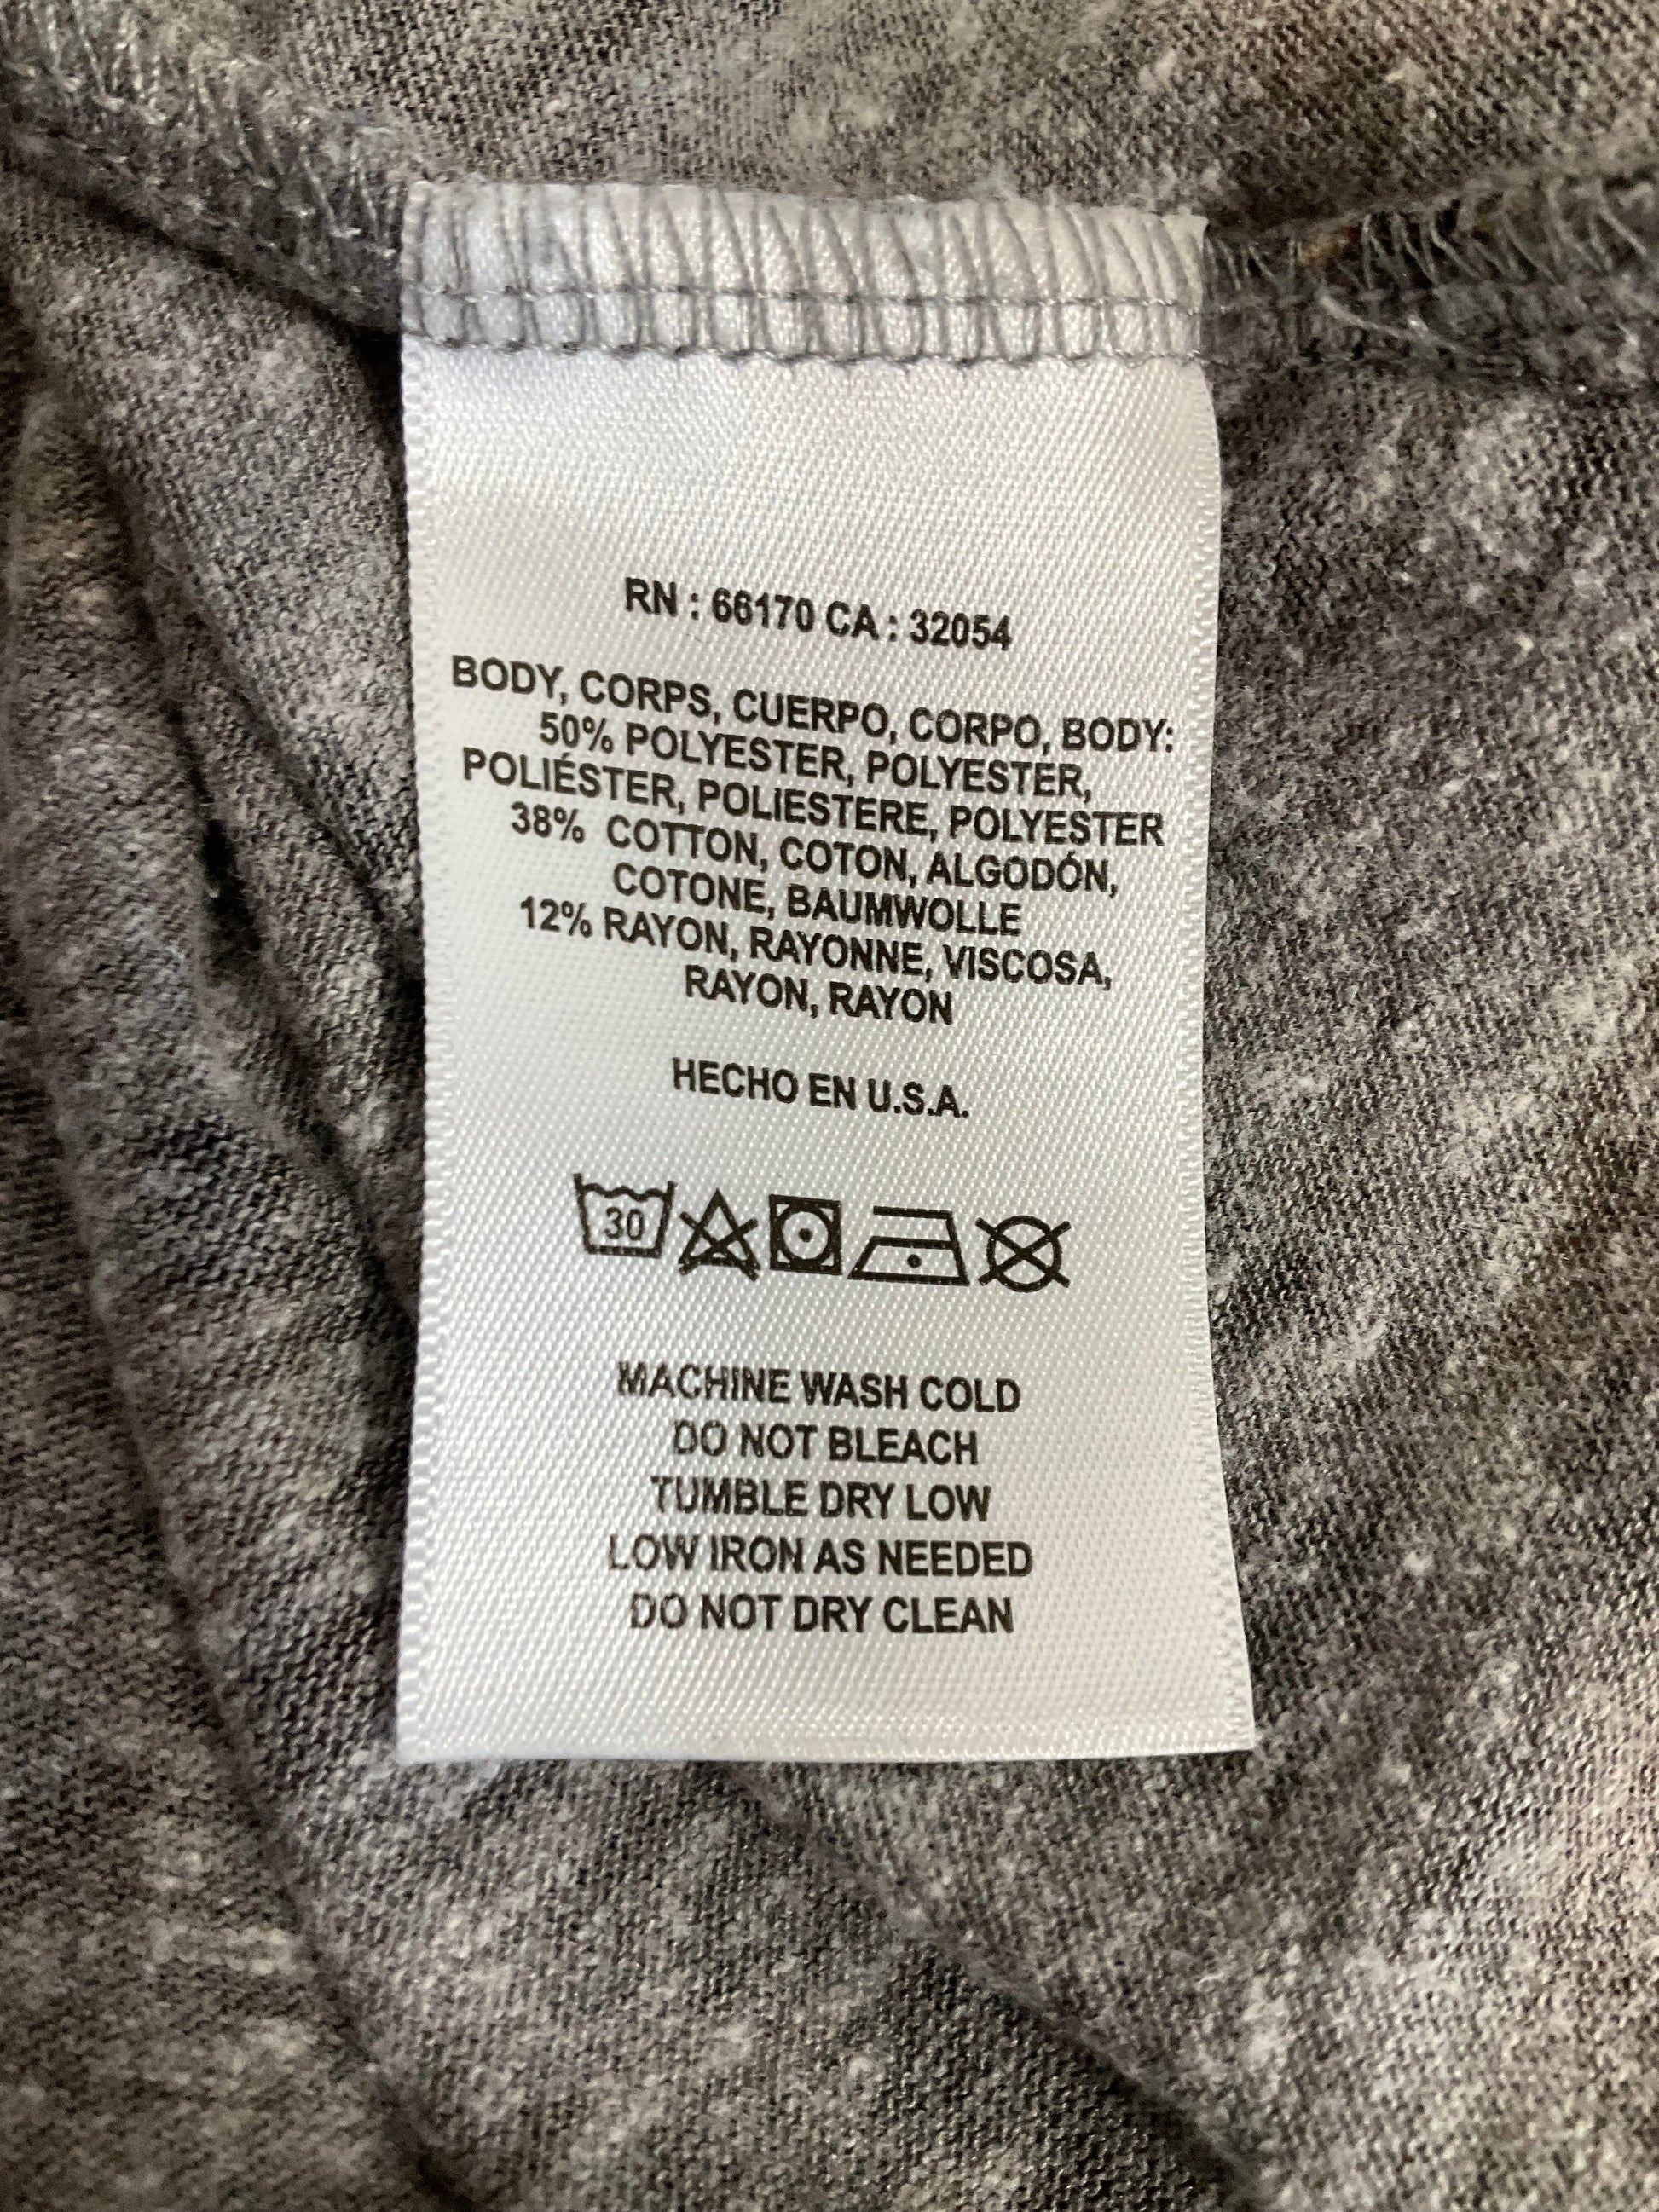 RN : 66170 CA : 32054
BODY, CORPS, CUERPO, CORPO, BODY:
50% POLYESTER, POLYESTER,
POLIÉSTER, POLIESTERE, POLYESTER
38% COTTON, COTON, ALGODÓN,
COTONE, BAUMWOLLE
12% RAYON, RAYONNE, VISCOSA,
RAYON, RAYON
HECHO EN U.S.A.
30
MACHINE WASH COLD
DO NOT BLEACH
TUMBLE DRY LOW
LOW IRON AS NEEDED
DO NOT DRY CLEAN